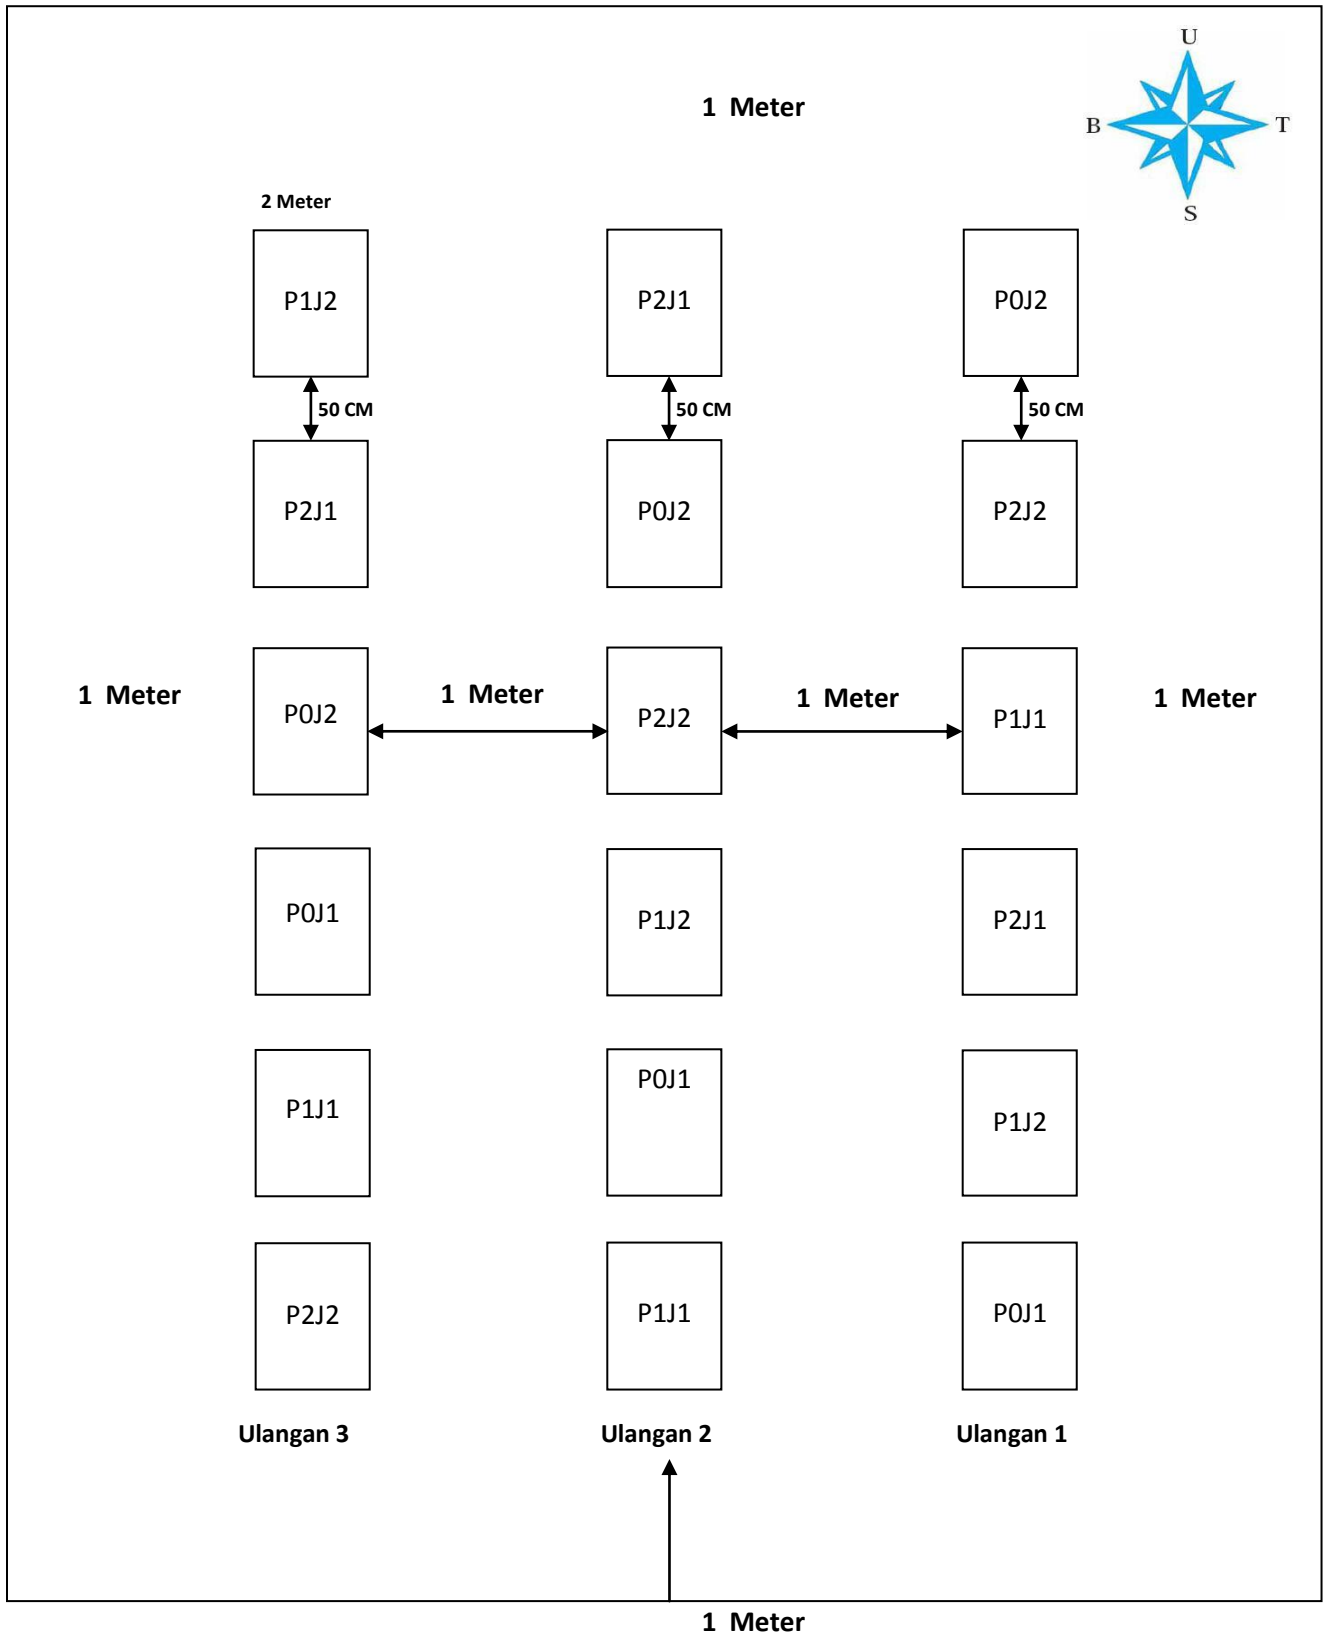 U
1  Meter
B
T
S
2 Meter
P1J2
P2J1
P0J2
50 CM
50 CM
50 CM
P2J1
P0J2
P2J2
1  Meter
P0J2
1  Meter
P2J2
1  Meter
P1J1
1  Meter
P0J1
P1J2
P2J1
P1J1
P0J1
P1J2
P2J2
P1J1
P0J1
Ulangan 3
Ulangan 2
Ulangan 1
1  Meter